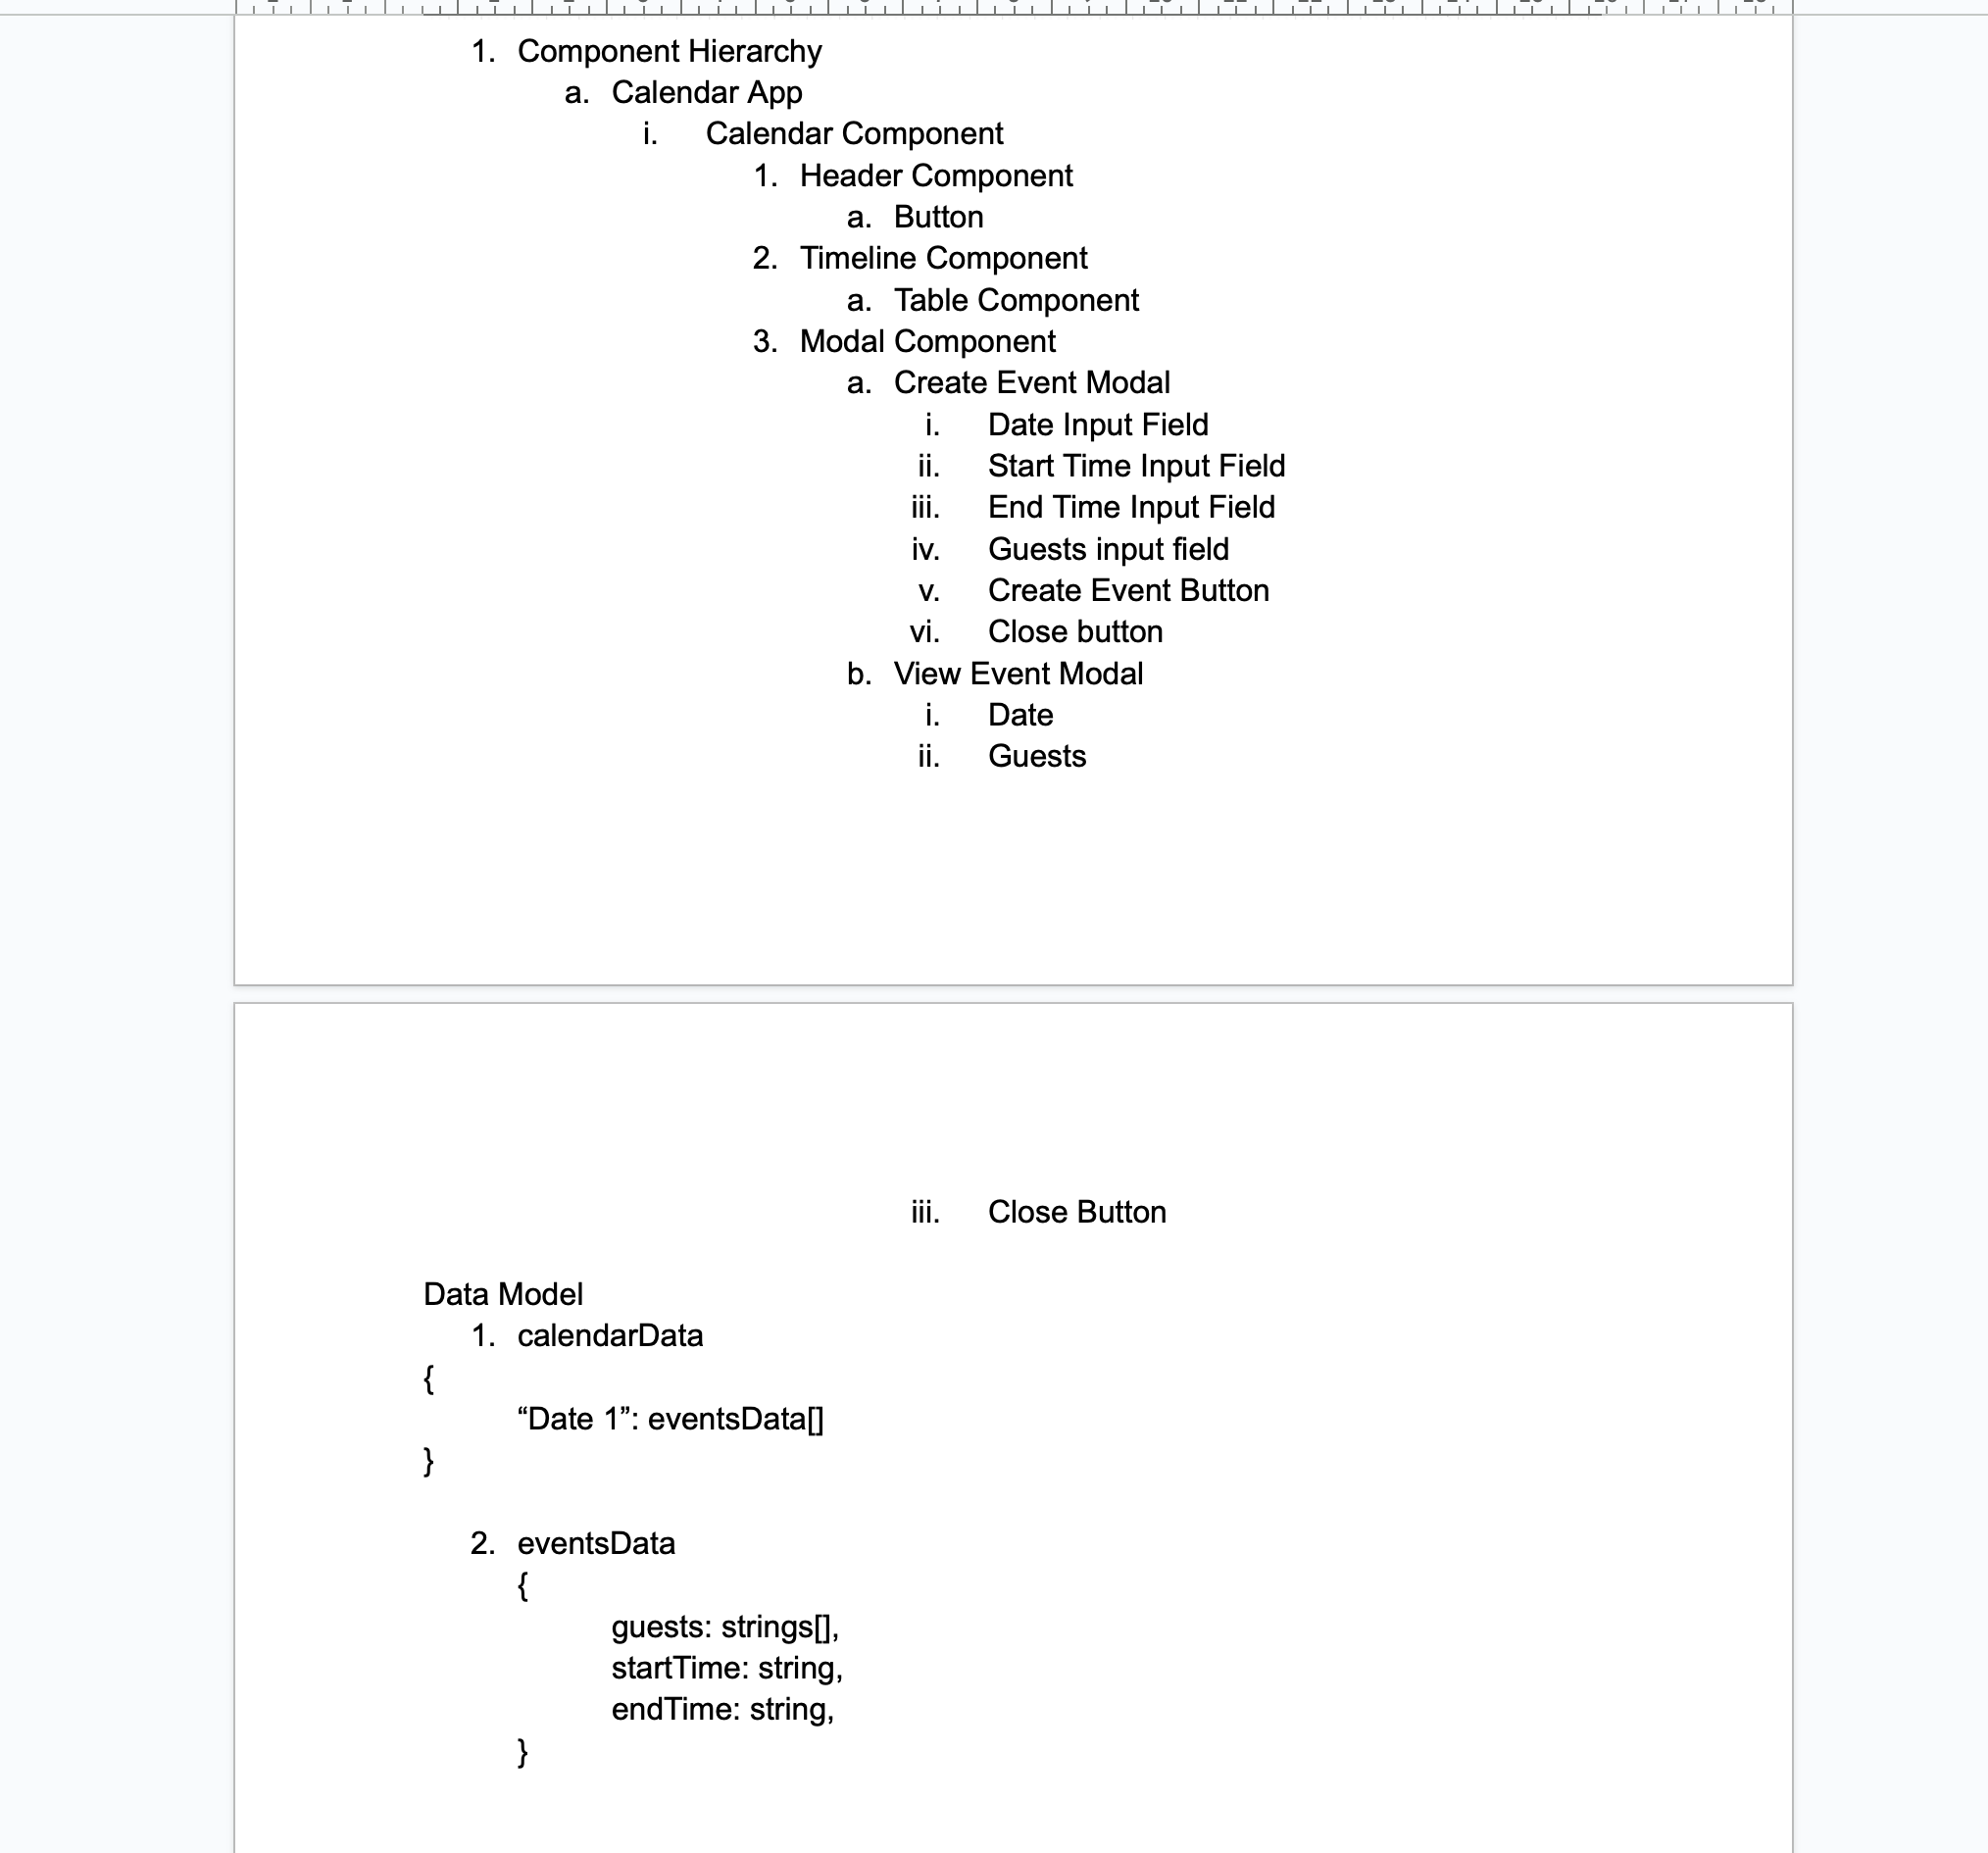 1. Component Hierarchy
a. Calendar App
i. Calendar Component
1. Header Component
a. Button
2. Timeline Component
a. Table Component
3. Modal Component
a. Create Event Modal
i. Date Input Field
ii. Start Time Input Field
iii. End Time Input Field
iv. Guests input field
v. Create Event Button
vi. Close button
b. View Event Modal
i. Date
ii. Guests
iii. Close Button
Data Model
1. calendarData
{
“Date 1”: eventsData[]
}
2. eventsData
{
guests: strings[],
startTime: string,
endTime: string,
}